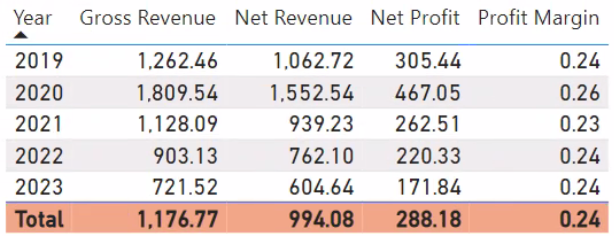 Year Gross Revenue Net Revenue Net Profit Profit Margin
2019 1,262.46 1,062.72 305.44 0.24
2020 1,809.54 1,552.54 467.05 0.26
2021 1,128.09 939.23 262.51 0.23
2022 903.13 762.10 220.33 0.24
2023 721.52 604.64 171.84 0.24
Total 1,176.77 994.08 288.18 0.24